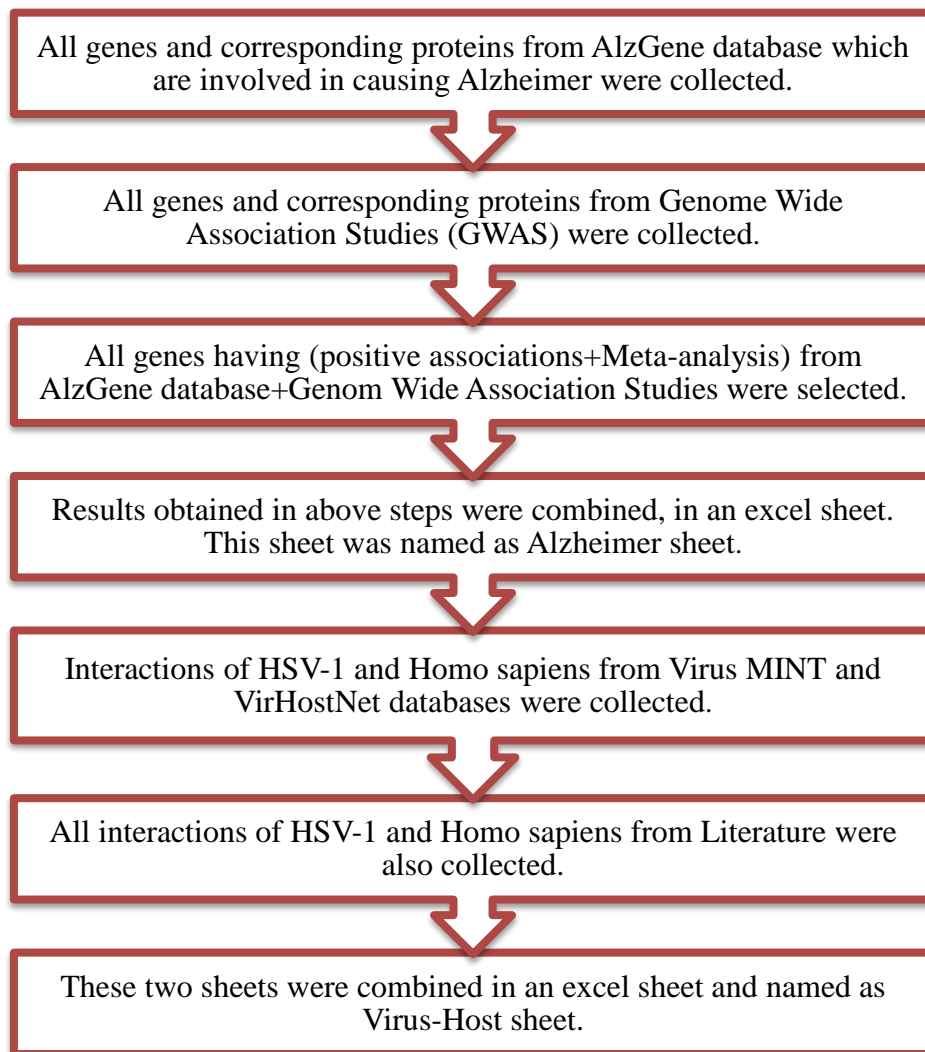 All genes and corresponding proteins from AlzGene database which
are involved in causing Alzheimer were collected.
All genes and corresponding proteins from Genome Wide
Association Studies (GWAS) were collected.
All genes having (positive associations+Meta-analysis) from
AlzGene database+Genom Wide Association Studies were selected.
Results obtained in above steps were combined, in an excel sheet.
This sheet was named as Alzheimer sheet.
Interactions of HSV-1 and Homo sapiens from Virus MINT and
VirHostNet databases were collected.
All interactions of HSV-1 and Homo sapiens from Literature were
also collected.
These two sheets were combined in an excel sheet and named as
Virus-Host sheet.